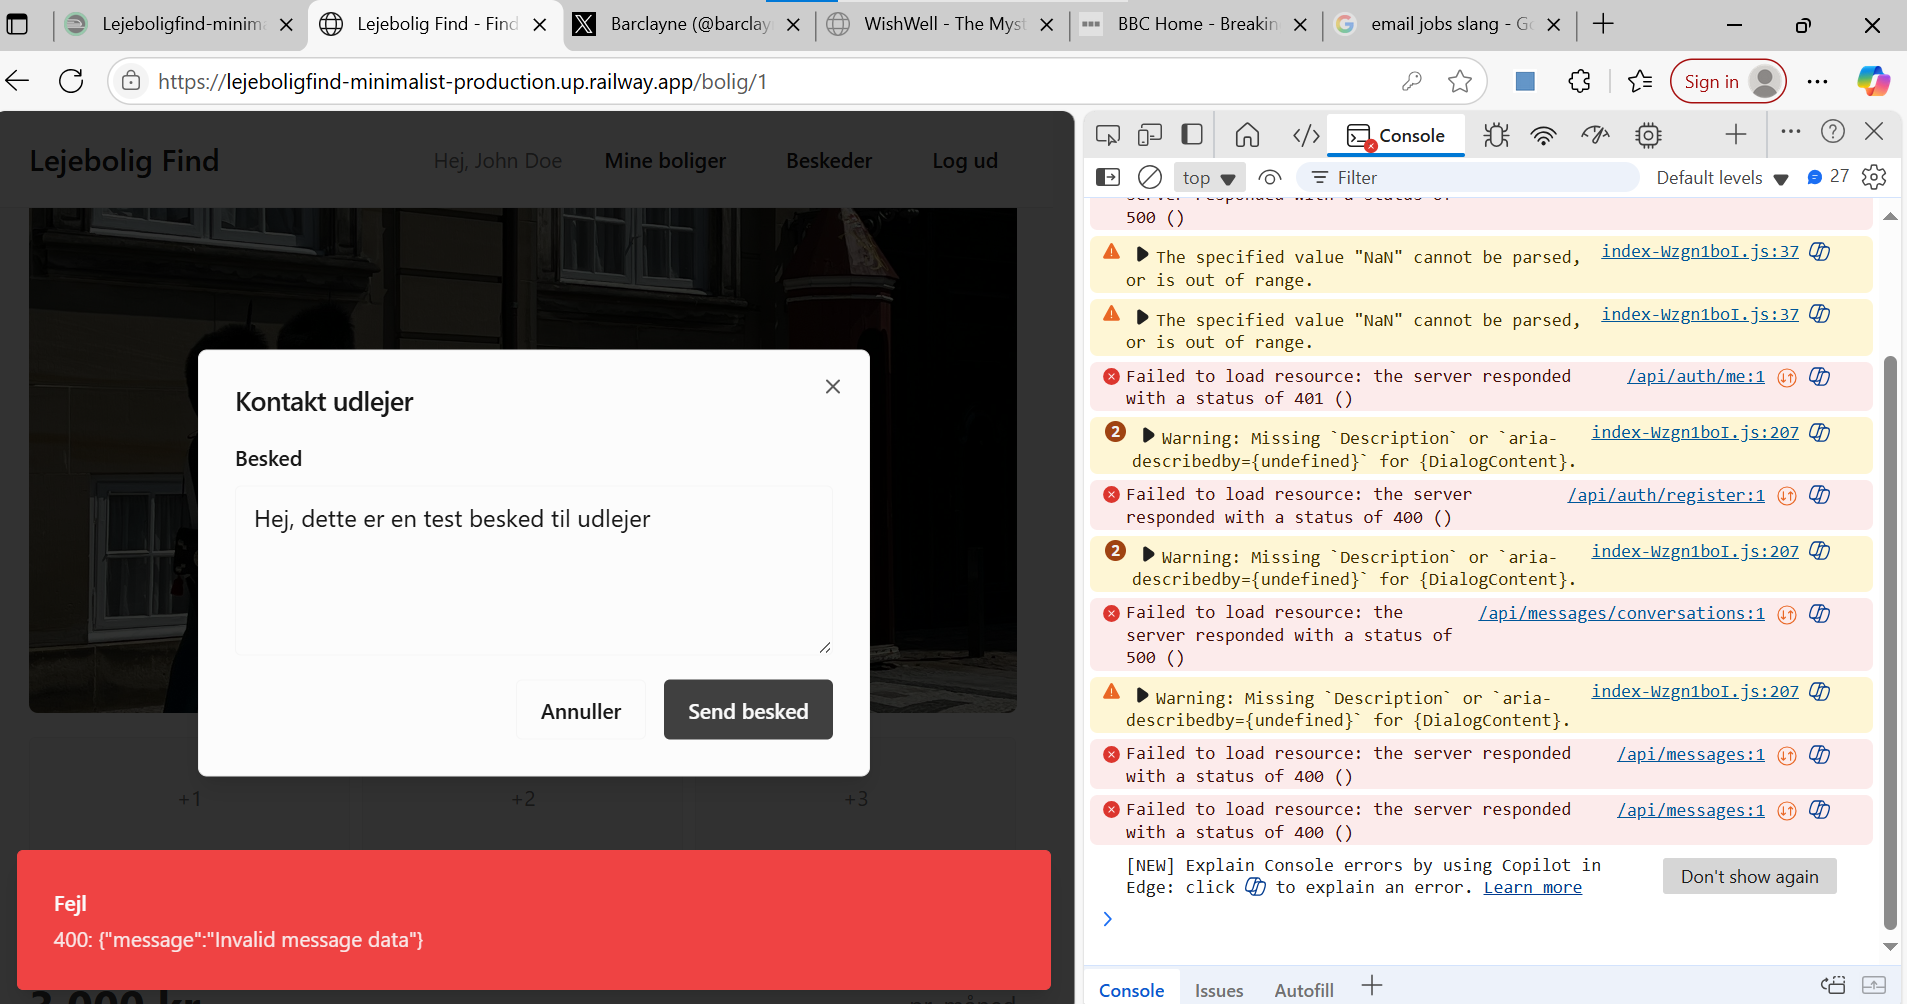 Lejeboligfind-minima
Lejebolig Find - Find
Barclayne (@barclay
WishWell - The Myst
BBC Home - Breakin
email jobs slang - Go
https://lejeboligfind-minimalist-production.up.railway.app/bolig/1
Sign in
Lejebolig Find
Hej, John Doe
Mine boliger
Beskeder
Log ud
Kontakt udlejer
Besked
Hej, dette er en test besked til udlejer
Annuller
Send besked
+1
+2
+3
Fejl
400: {"message":"Invalid message data"}
3.000 kr
pr. måned
Console
top
Filter
Default levels
27
server responded with a status of
500 ()
The specified value "NaN" cannot be parsed, index-Wzgn1boI.js:37
or is out of range.
The specified value "NaN" cannot be parsed, index-Wzgn1boI.js:37
or is out of range.
Failed to load resource: the server responded /api/auth/me:1
with a status of 401 ()
2 Warning: Missing `Description` or `aria- index-Wzgn1boI.js:207
describedby={undefined}` for {DialogContent}.
Failed to load resource: the server /api/auth/register:1
responded with a status of 400 ()
2 Warning: Missing `Description` or `aria- index-Wzgn1boI.js:207
describedby={undefined}` for {DialogContent}.
Failed to load resource: the /api/messages/conversations:1
server responded with a status of
500 ()
Warning: Missing `Description` or `aria- index-Wzgn1boI.js:207
describedby={undefined}` for {DialogContent}.
Failed to load resource: the server responded /api/messages:1
with a status of 400 ()
Failed to load resource: the server responded /api/messages:1
with a status of 400 ()
[NEW] Explain Console errors by using Copilot in
Edge: click to explain an error. Learn more
Don't show again
Console
Issues
Autofill